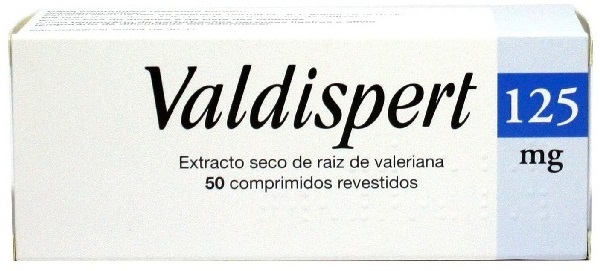 Valdispert
125
mg
Extracto seco de raiz de valeriana
50 comprimidos revestidos